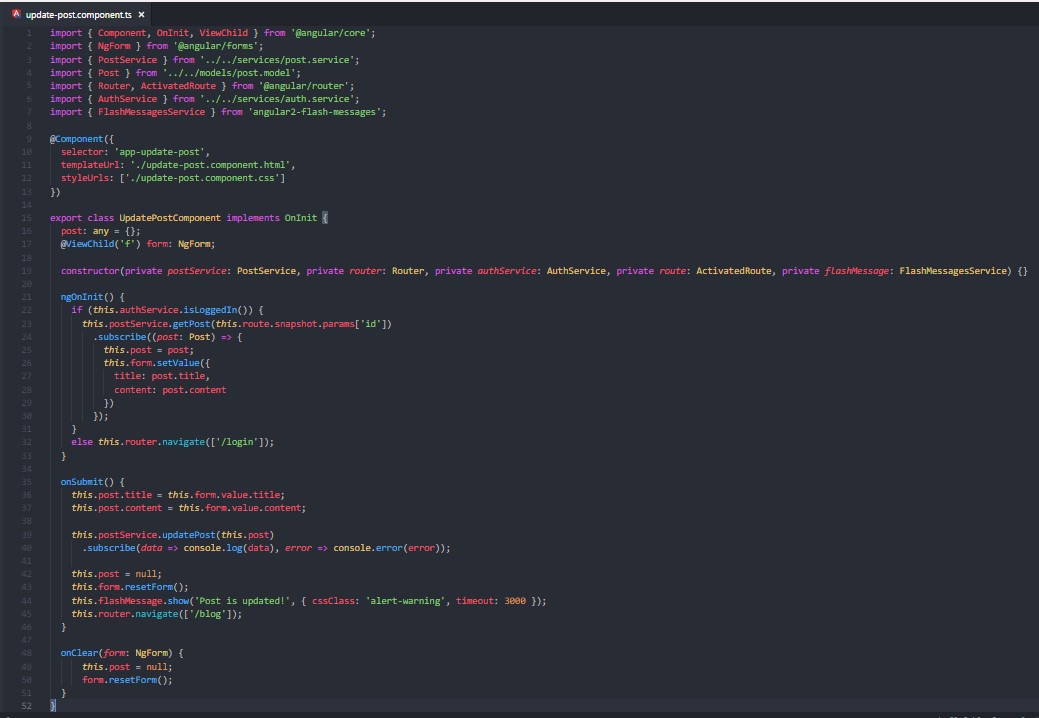 update-post.component.ts ×
1 import { Component, OnInit, ViewChild } from '@angular/core';
2 import { NgForm } from '@angular/forms';
3 import { PostService } from '../../services/post.service';
4 import { Post } from '../../models/post.model';
5 import { Router, ActivatedRoute } from '@angular/router';
6 import { AuthService } from '../../services/auth.service';
7 import { FlashMessagesService } from 'angular2-flash-messages';
8
9 @Component({
10   selector: 'app-update-post',
11   templateUrl: './update-post.component.html',
12   styleUrls: ['./update-post.component.css']
13 })
14
15 export class UpdatePostComponent implements OnInit {
16   post: any = {};
17   @ViewChild('f') form: NgForm;
18
19   constructor(private postService: PostService, private router: Router, private authService: AuthService, private route: ActivatedRoute, private flashMessage: FlashMessagesService) {}
20
21   ngOnInit() {
22     if (this.authService.isLoggedIn()) {
23       this.postService.getPost(this.route.snapshot.params['id'])
24         .subscribe((post: Post) => {
25           this.post = post;
26           this.form.setValue({
27             title: post.title,
28             content: post.content
29           })
30         });
31     }
32     else this.router.navigate(['/login']);
33   }
34
35   onSubmit() {
36     this.post.title = this.form.value.title;
37     this.post.content = this.form.value.content;
38
39     this.postService.updatePost(this.post)
40       .subscribe(data => console.log(data), error => console.error(error));
41
42     this.post = null;
43     this.form.resetForm();
44     this.flashMessage.show('Post is updated!', { cssClass: 'alert-warning', timeout: 3000 });
45     this.router.navigate(['/blog']);
46   }
47
48   onClear(form: NgForm) {
49       this.post = null;
50       form.resetForm();
51   }
52 }